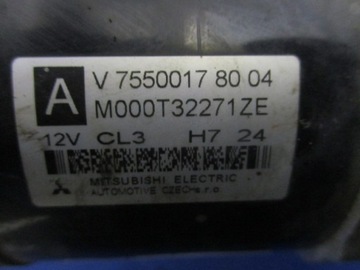 A
V 7550017 80 04
M000T32271ZE
12V CL3 H7 24
MITSUBISHI ELECTRIC
AUTOMOTIVE CZECH s.r.o.